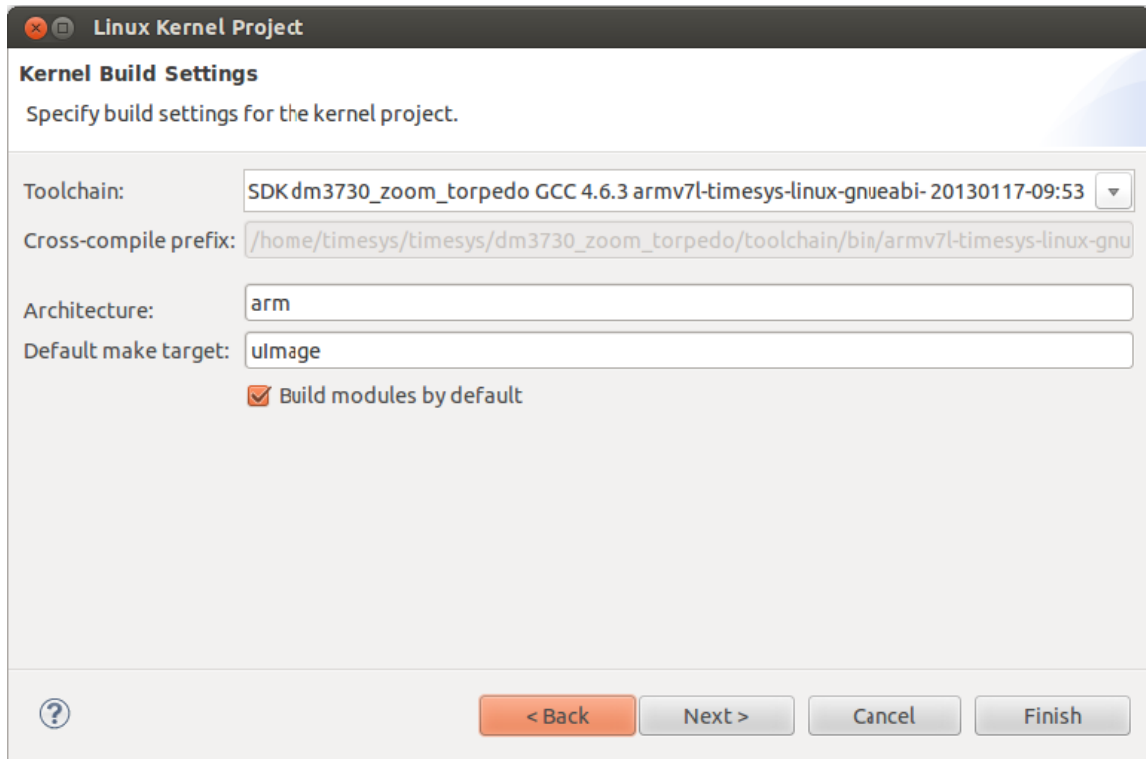 Linux Kernel Project
Kernel Build Settings
Specify build settings for the kernel project.
Toolchain: SDK dm3730_zoom_torpedo GCC 4.6.3 armv7l-timesys-linux-gnueabi- 20130117-09:53
Cross-compile prefix: /home/timesys/timesys/dm3730_zoom_torpedo/toolchain/bin/armv7l-timesys-linux-gnu
Architecture: arm
Default make target: uImage
Build modules by default
? < Back Next > Cancel Finish